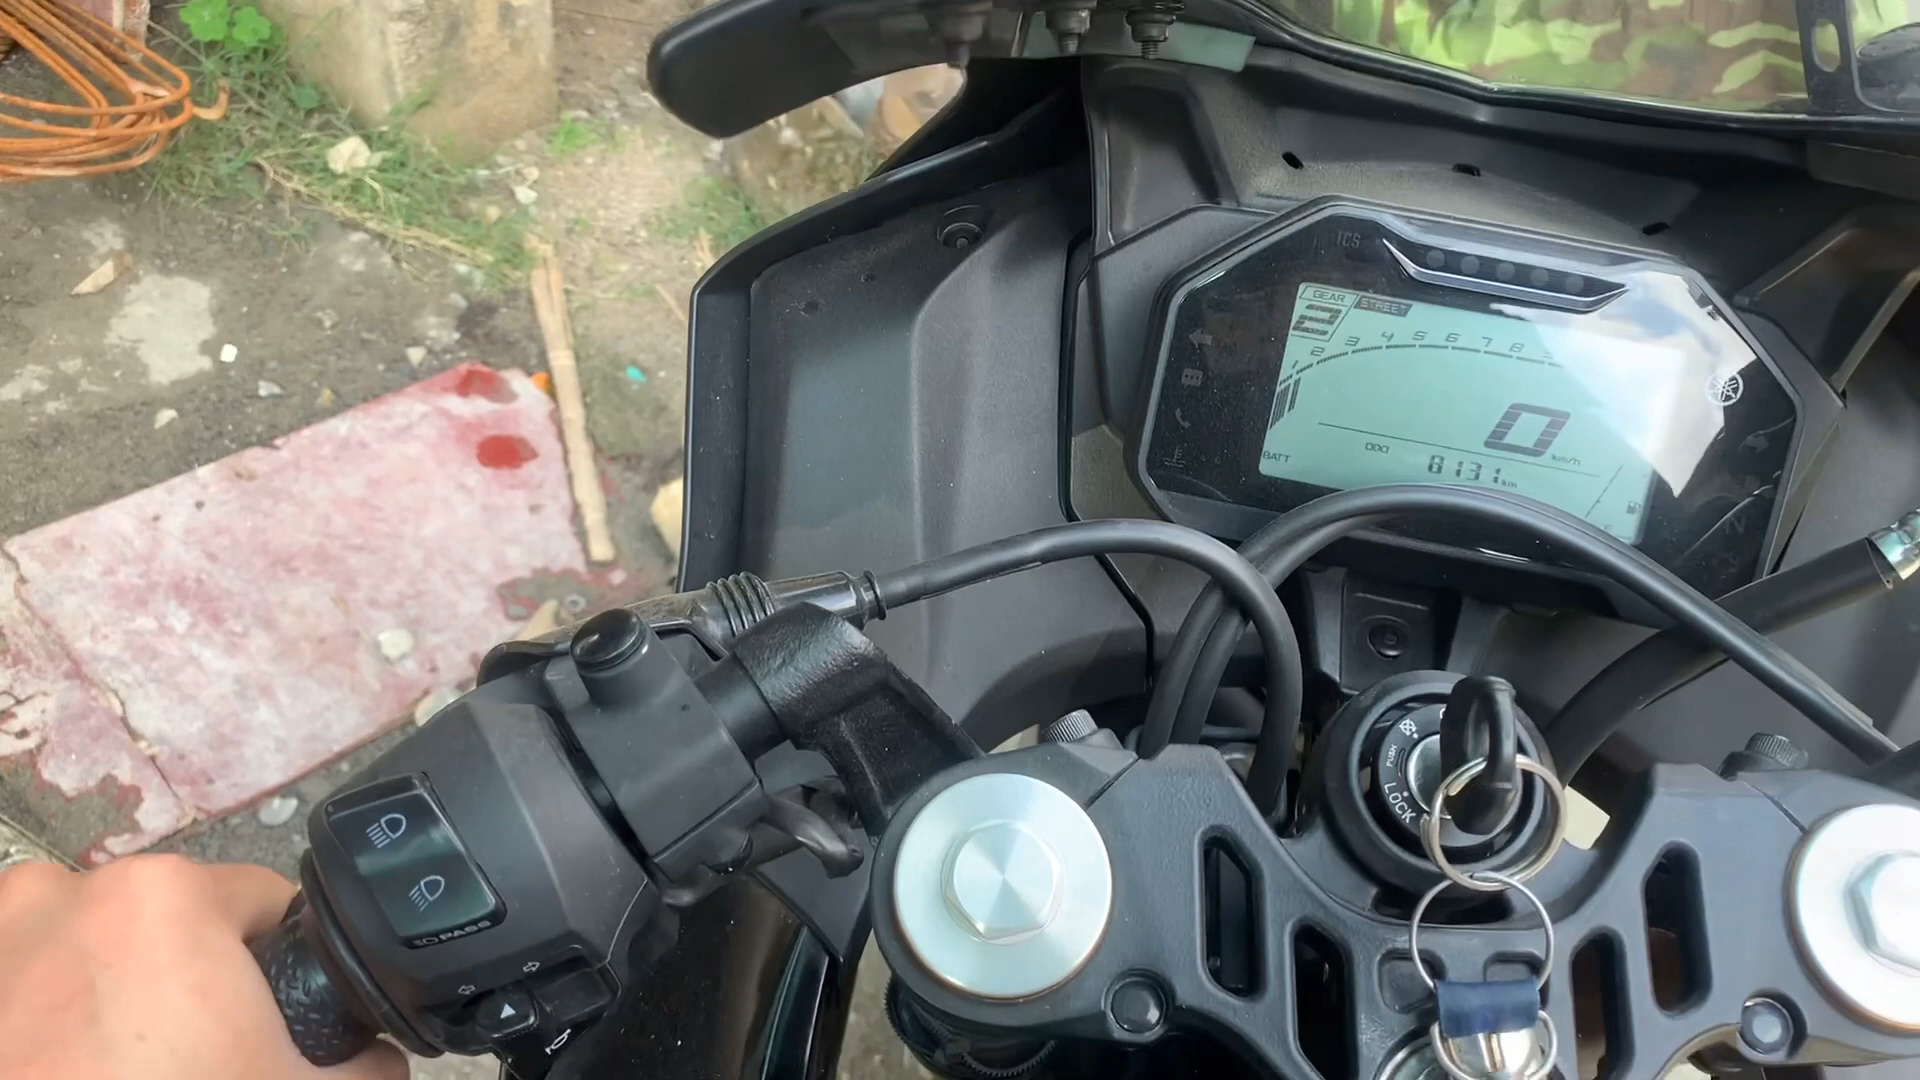 TCS
GEAR STREET
2
1 2 3 4 5 6 7 8
0 km/h
BATT
ODO
8131 km
N
PUSH
LOCK
PASS